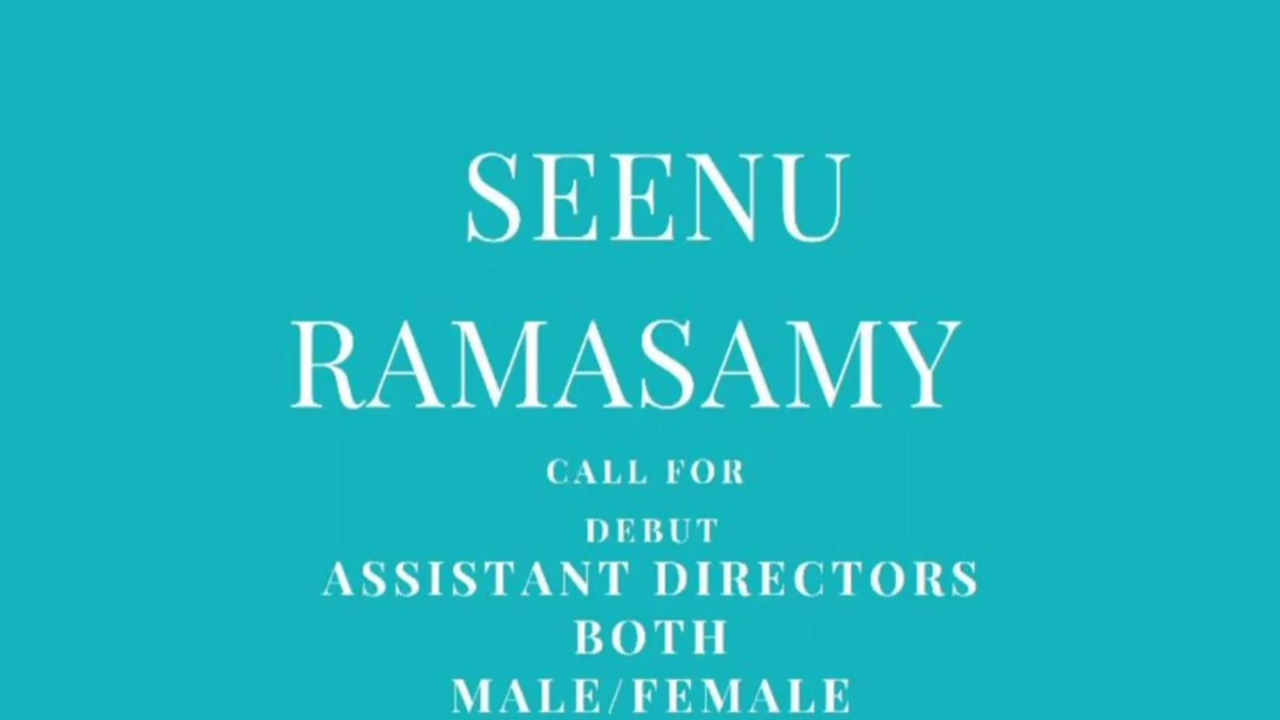 SEENU
RAMASAMY
CALL FOR
DEBUT
ASSISTANT DIRECTORS
BOTH
MALE/FEMALE